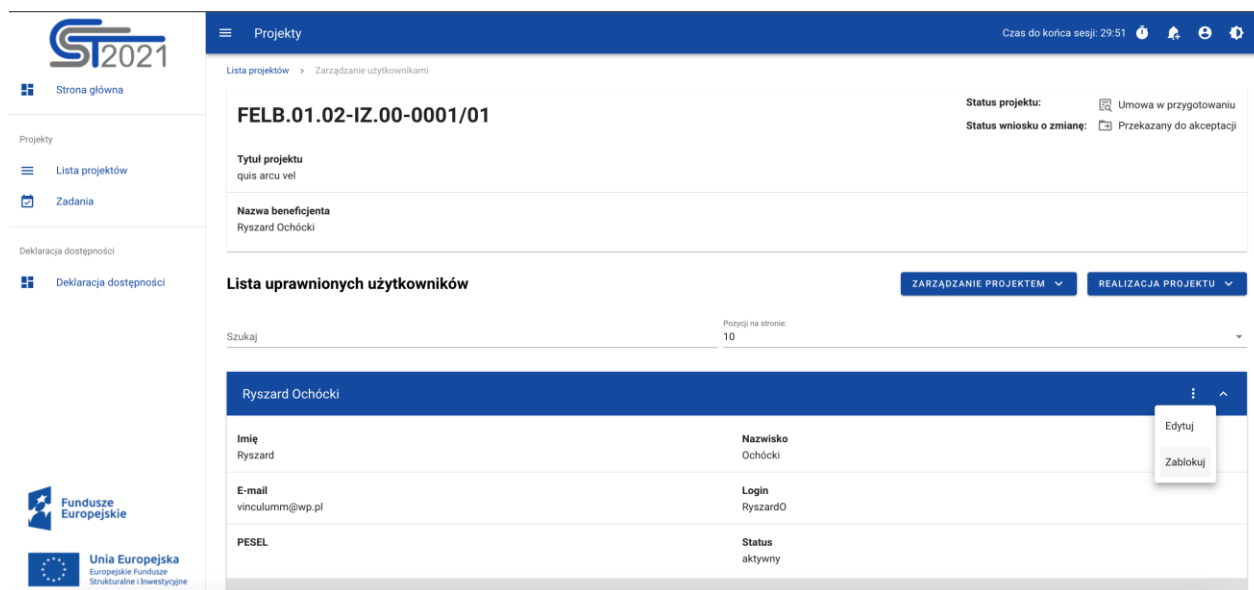 CST2021
Strona główna
Projekty
Lista projektów
Zadania
Deklaracja dostępności
Deklaracja dostępności
Fundusze
Europejskie
Unia Europejska
Europejskie Fundusze
Strukturalne i Inwestycyjne
Projekty
Czas do końca sesji: 29:51
Lista projektów > Zarządzanie użytkownikami
FELB.01.02-IZ.00-0001/01
Status projektu: Umowa w przygotowaniu
Status wniosku o zmianę: Przekazany do akceptacji
Tytuł projektu
quis arcu vel
Nazwa beneficjenta
Ryszard Ochócki
Lista uprawnionych użytkowników
ZARZĄDZANIE PROJEKTEM
REALIZACJA PROJEKTU
Szukaj
Pozycji na stronie:
10
Ryszard Ochócki
Edytuj
Zablokuj
Imię
Ryszard
Nazwisko
Ochócki
E-mail
vinculumm@wp.pl
Login
RyszardO
PESEL
Status
aktywny